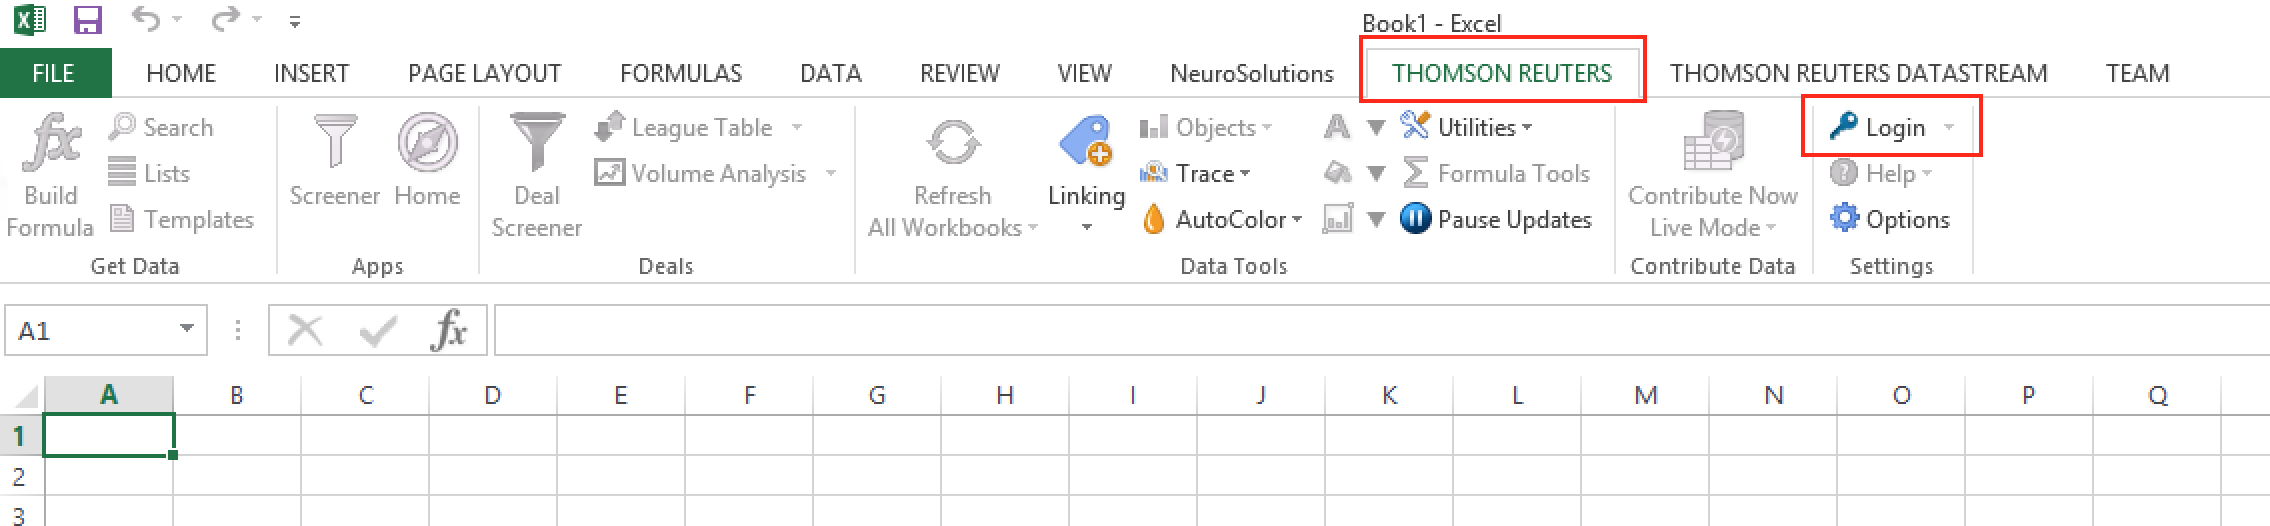 Book1 - Excel
FILE HOME INSERT PAGE LAYOUT FORMULAS DATA REVIEW VIEW NeuroSolutions THOMSON REUTERS THOMSON REUTERS DATASTREAM TEAM
fx
Build
Formula
Search
Lists
Templates
Get Data
Screener
Home
Apps
Deal
Screener
League Table
Volume Analysis
Deals
Refresh
All Workbooks
Linking
Objects
Trace
AutoColor
A
Utilities
Formula Tools
Pause Updates
Data Tools
Contribute Now
Live Mode
Contribute Data
Login
Help
Options
Settings
A1 fx
A B C D E F G H I J K L M N O P Q
1
2
3